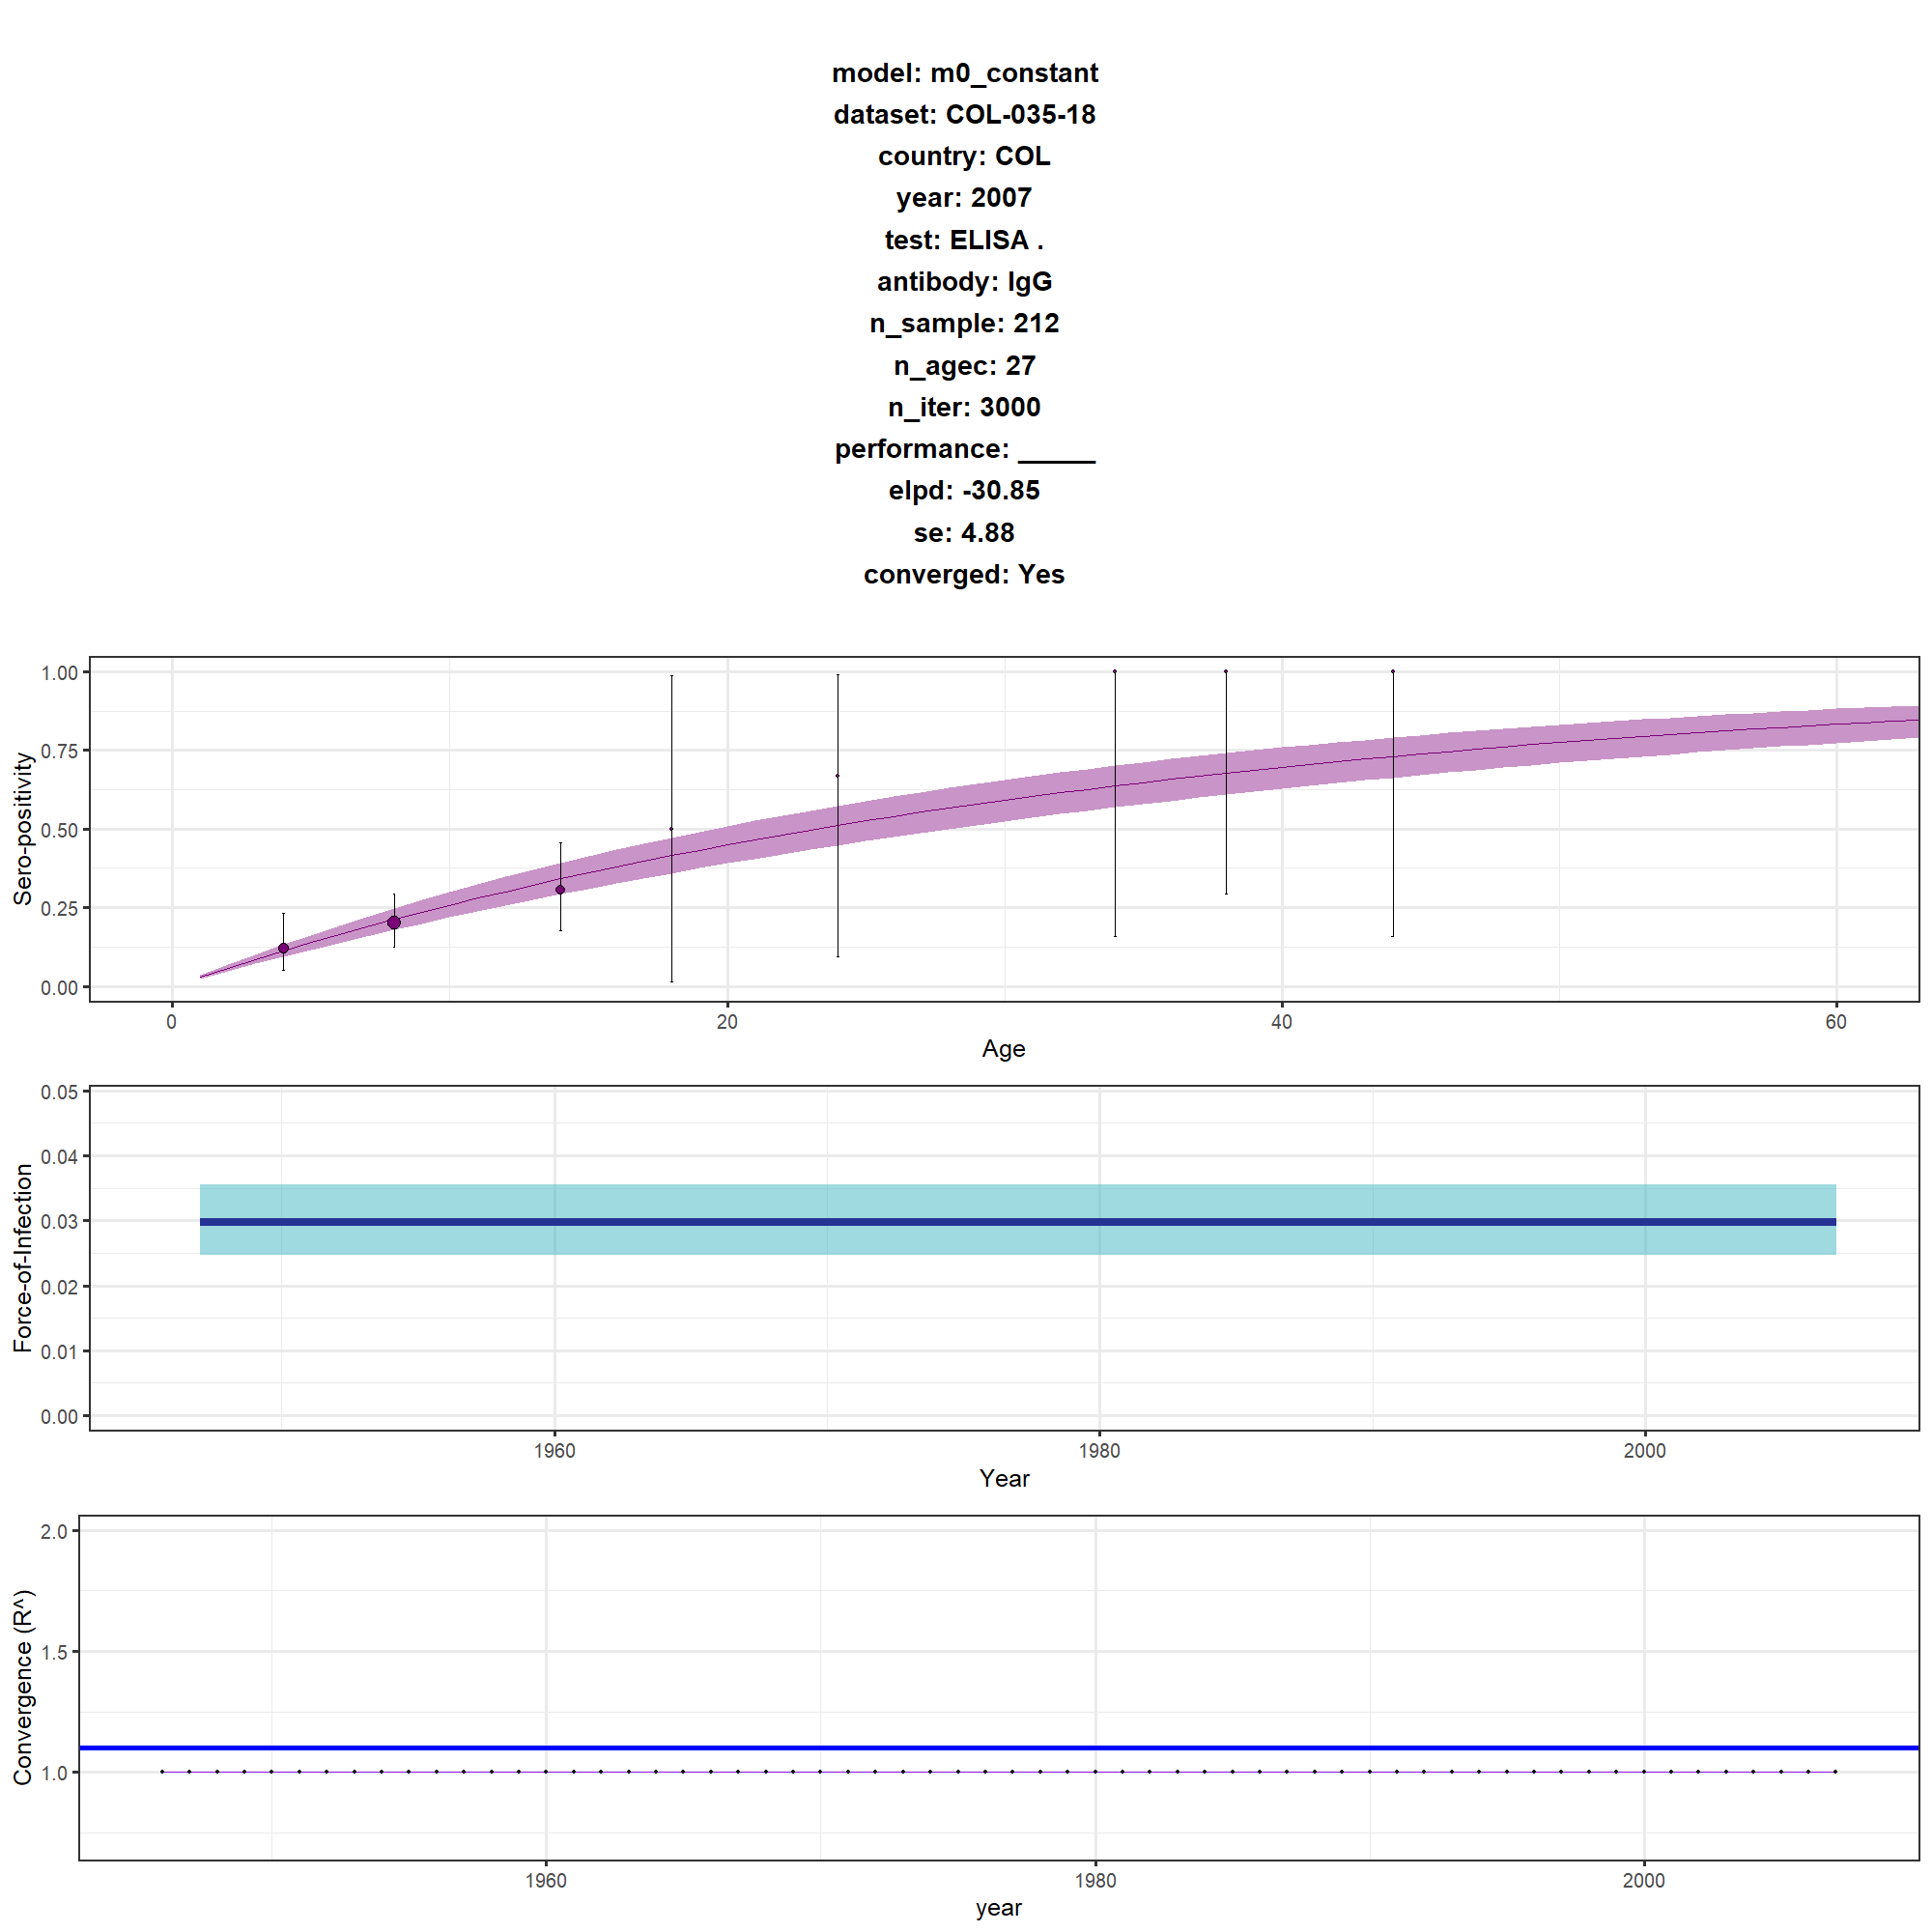 model: m0_constant
dataset: COL-035-18
country: COL
year: 2007
test: ELISA .
antibody: IgG
n_sample: 212
n_agec: 27
n_iter: 3000
performance: _____
elpd: -30.85
se: 4.88
converged: Yes
1.00
0.75
0.50
0.25
0.00
Sero-positivity
0 20 40 60
Age
0.05
0.04
0.03
0.02
0.01
0.00
Force-of-Infection
1960 1980 2000
Year
2.0
1.5
1.0
Convergence (R^)
1960 1980 2000
year